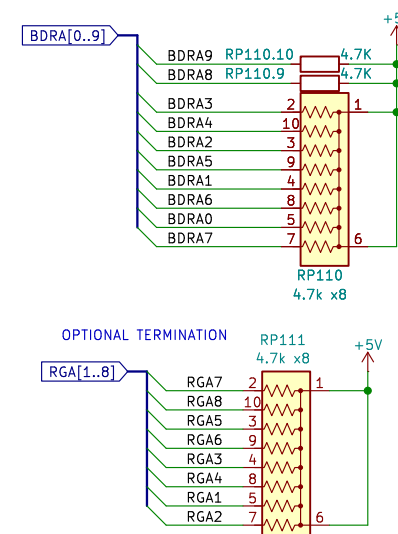 +5
BDRA[0..9]
BDRA9 RP110.10 4.7K
BDRA8 RP110.9 4.7K
BDRA3 2 1
BDRA4 10
BDRA2 3
BDRA5 9
BDRA1 4
BDRA6 8
BDRA0 5
BDRA7 7 6
RP110
4.7k x8
OPTIONAL TERMINATION
RP111
4.7k x8
+5V
RGA[1..8]
RGA7 2 1
RGA8 10
RGA5 3
RGA6 9
RGA3 4
RGA4 8
RGA1 5
RGA2 7 6